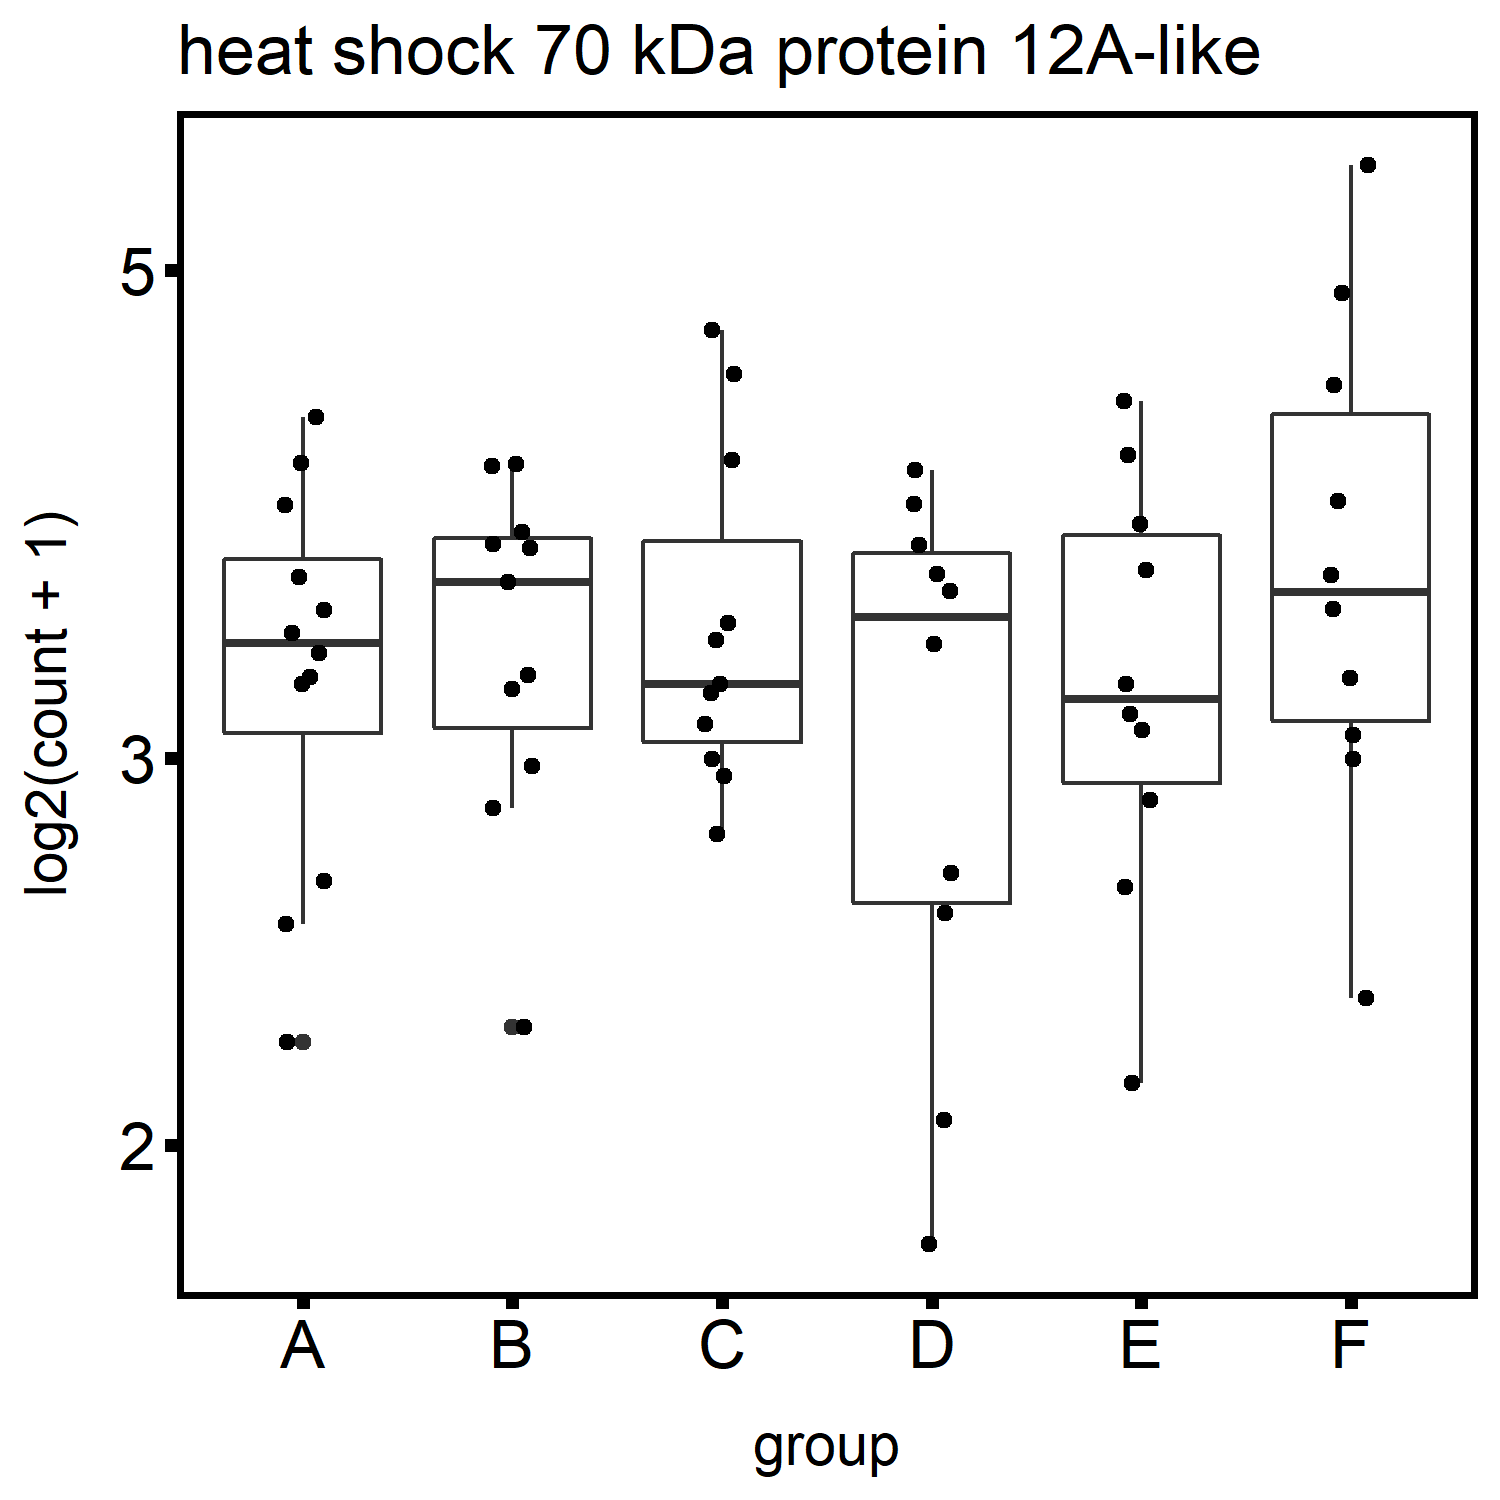 heat shock 70 kDa protein 12A-like
log2(count + 1)
5
3
2
A B C D E F
group